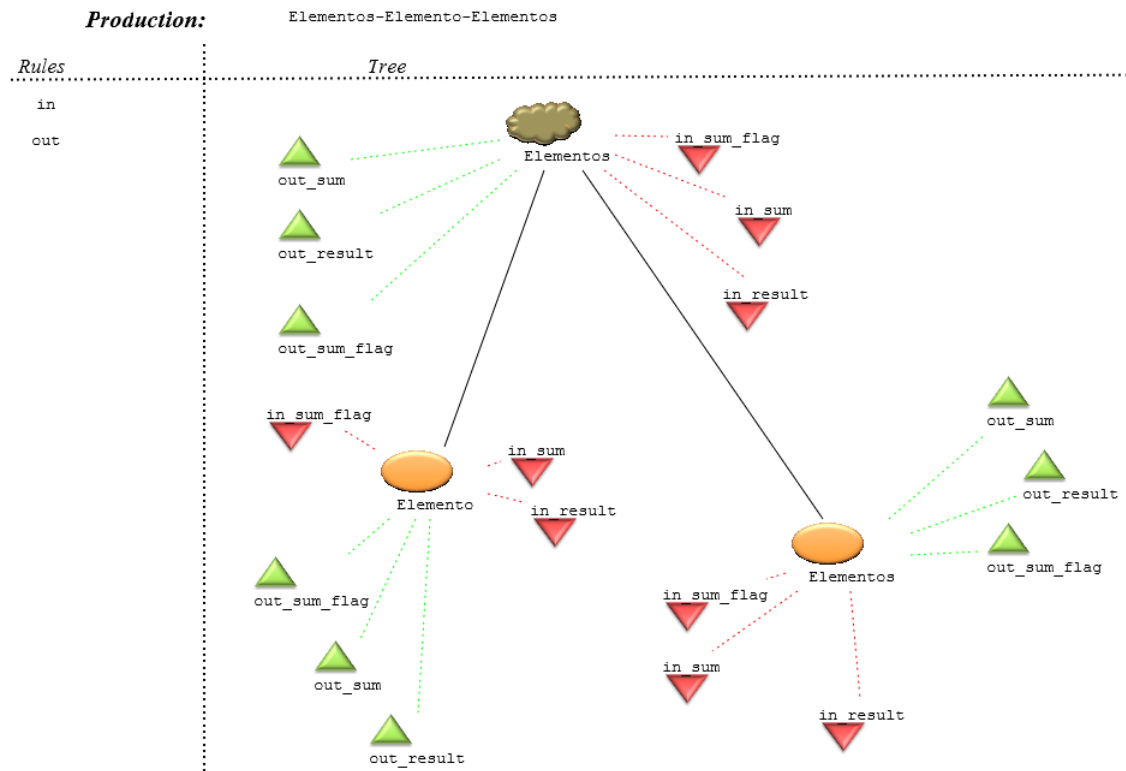 Production: Elementos-Elemento-Elementos
Rules Tree
in
out
in_sum_flag
Elementos
out_sum
in_sum
out_result
in_result
out_sum_flag
in_sum_flag
out_sum
in_sum
out_result
Elemento
in_result
out_sum_flag
Elementos
in_sum_flag
out_sum_flag
in_sum
out_sum
in_result
out_result